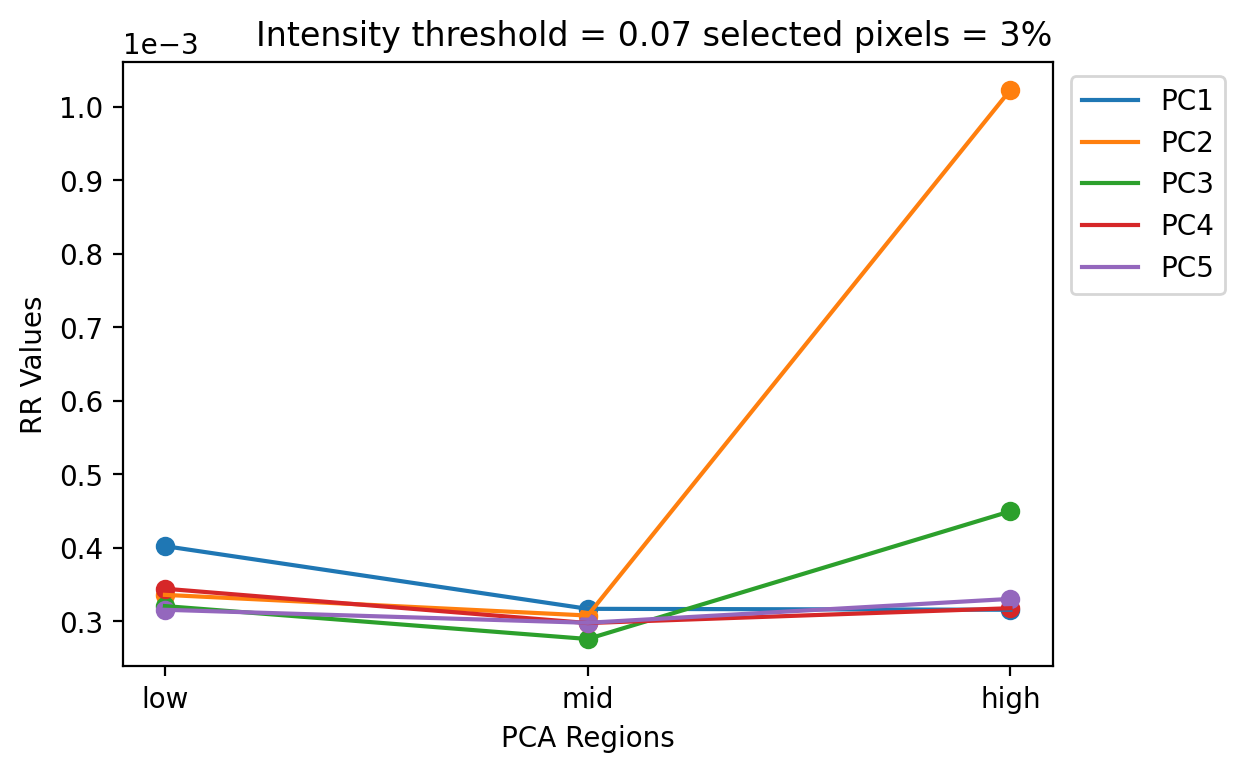 Intensity threshold = 0.07 selected pixels = 3%
1e−3
1.0
0.9
0.8
0.7
0.6
0.5
0.4
0.3
RR Values
low mid high
PCA Regions
PC1
PC2
PC3
PC4
PC5